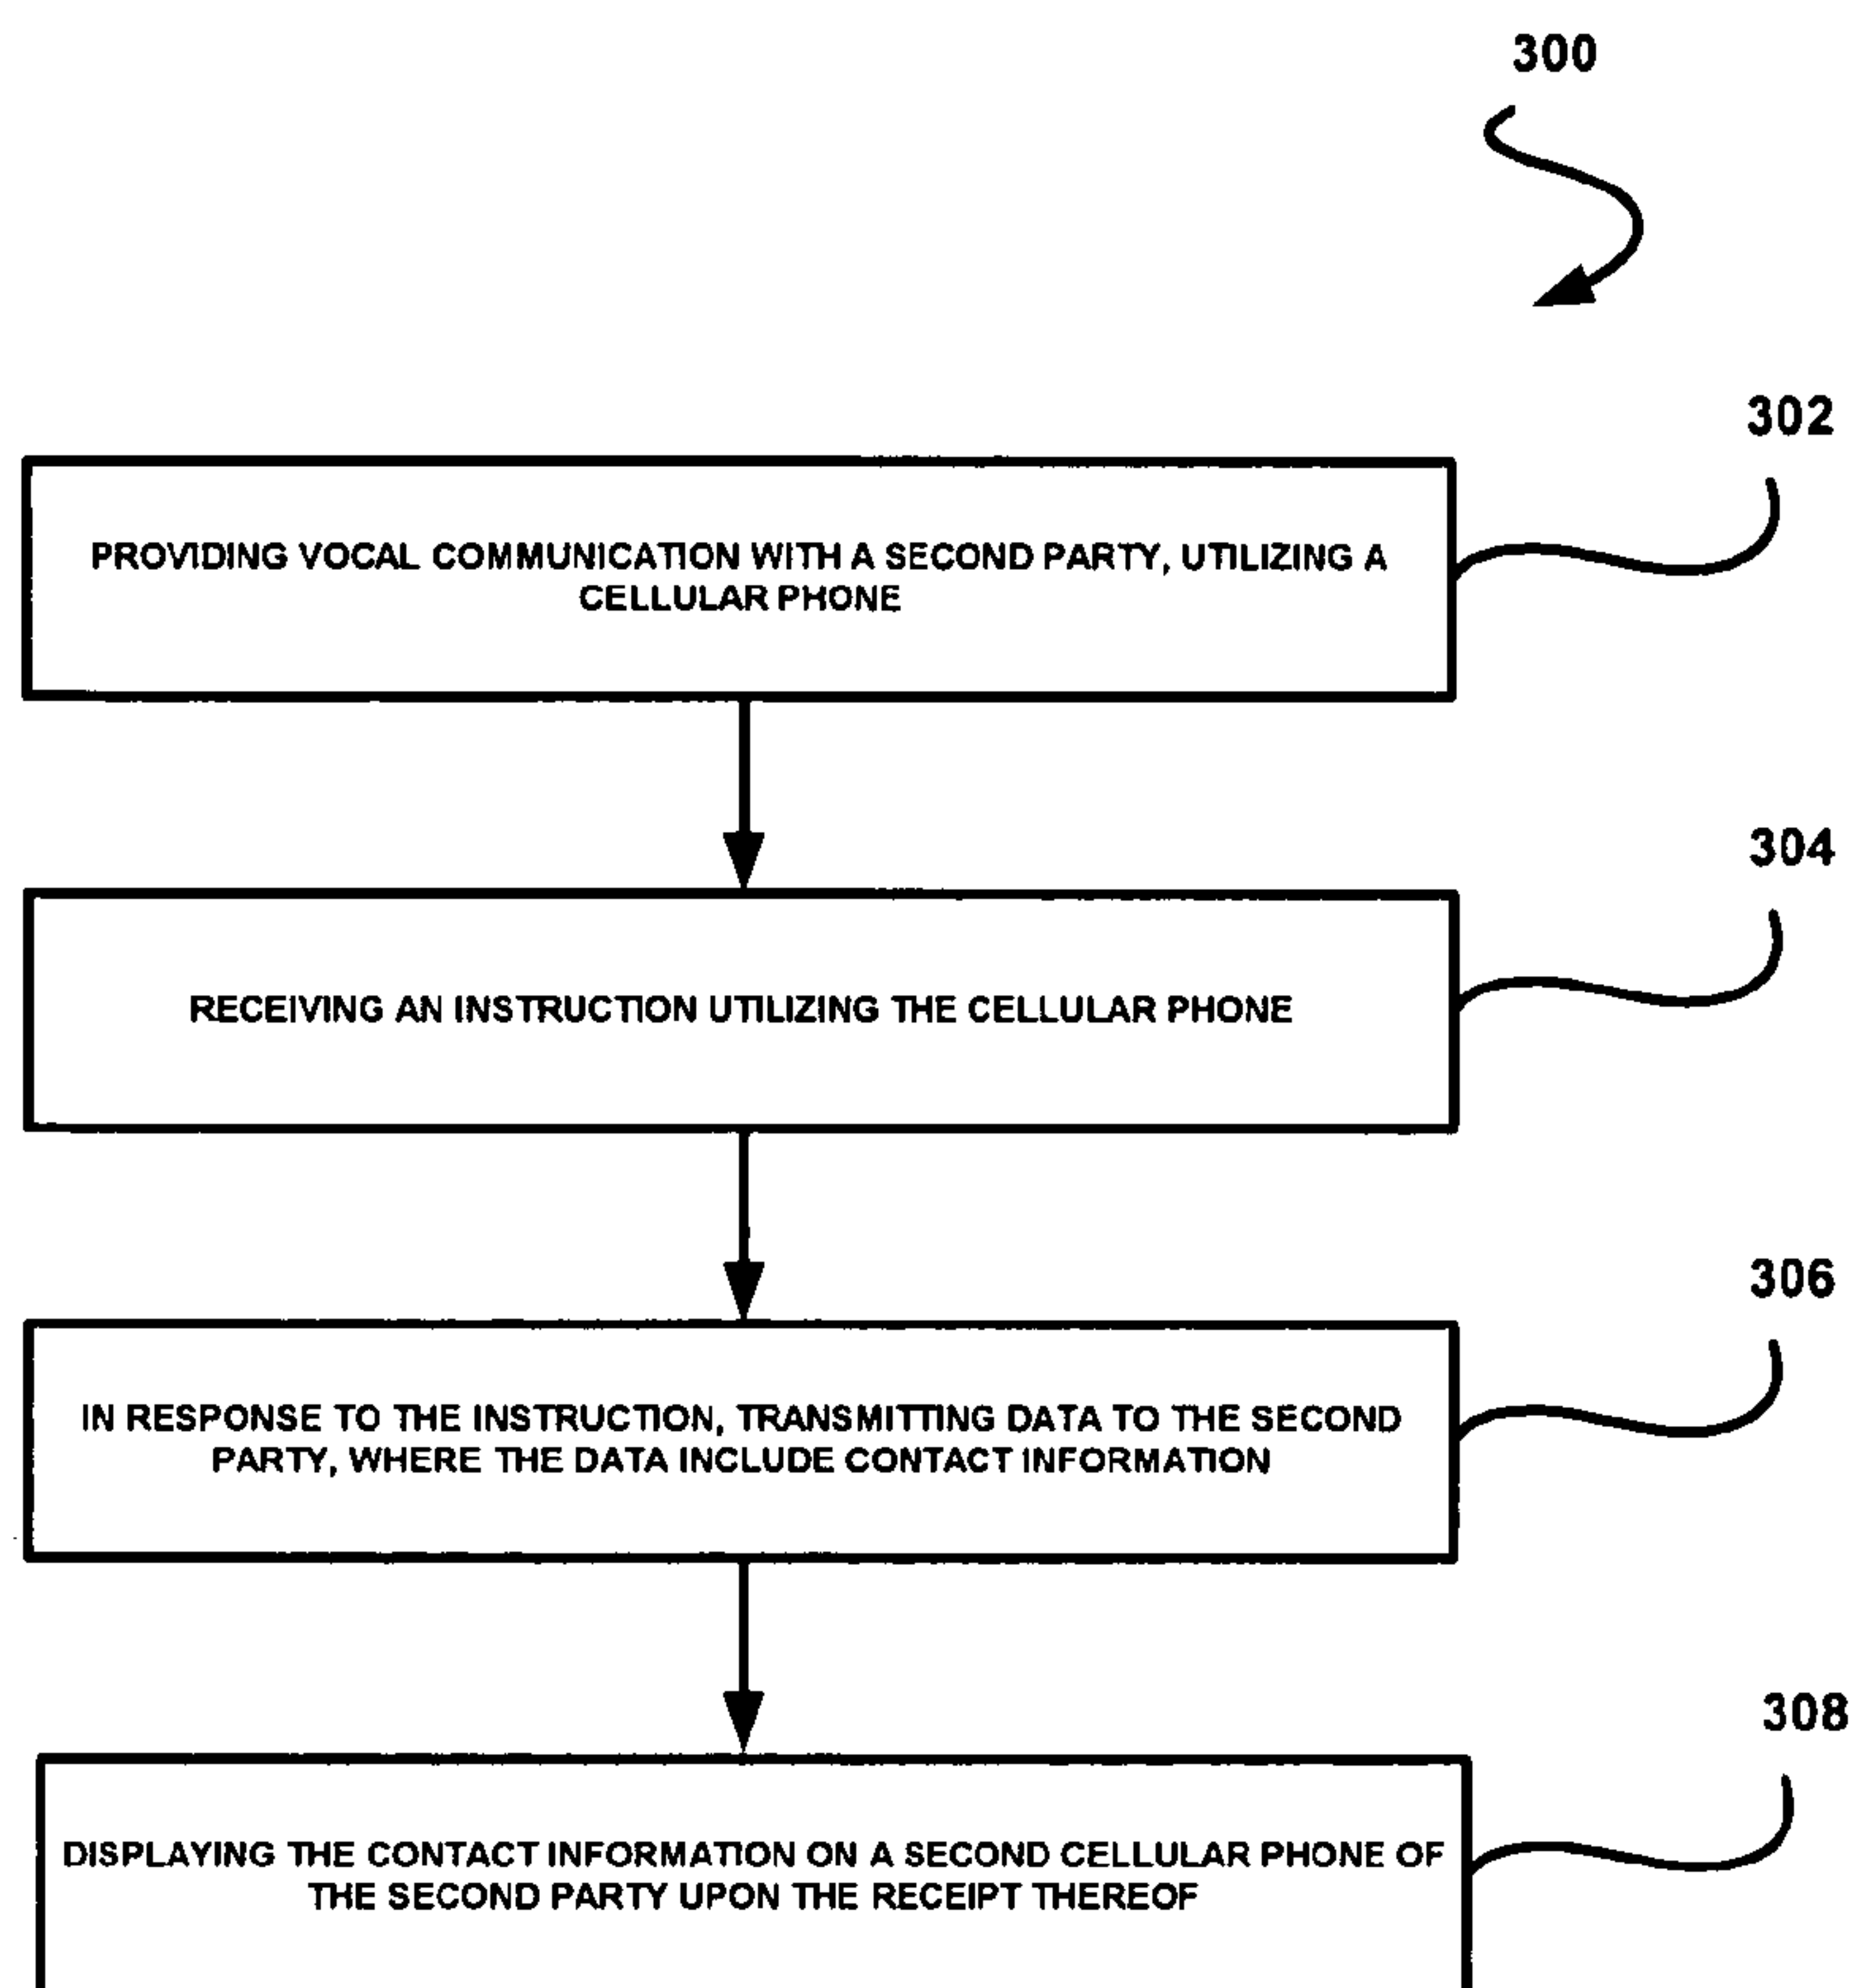 300
302
PROVIDING VOCAL COMMUNICATION WITH A SECOND PARTY, UTILIZING A
CELLULAR PHONE
304
RECEIVING AN INSTRUCTION UTILIZING THE CELLULAR PHONE
306
IN RESPONSE TO THE INSTRUCTION, TRANSMITTING DATA TO THE SECOND
PARTY, WHERE THE DATA INCLUDE CONTACT INFORMATION
308
DISPLAYING THE CONTACT INFORMATION ON A SECOND CELLULAR PHONE OF
THE SECOND PARTY UPON THE RECEIPT THEREOF